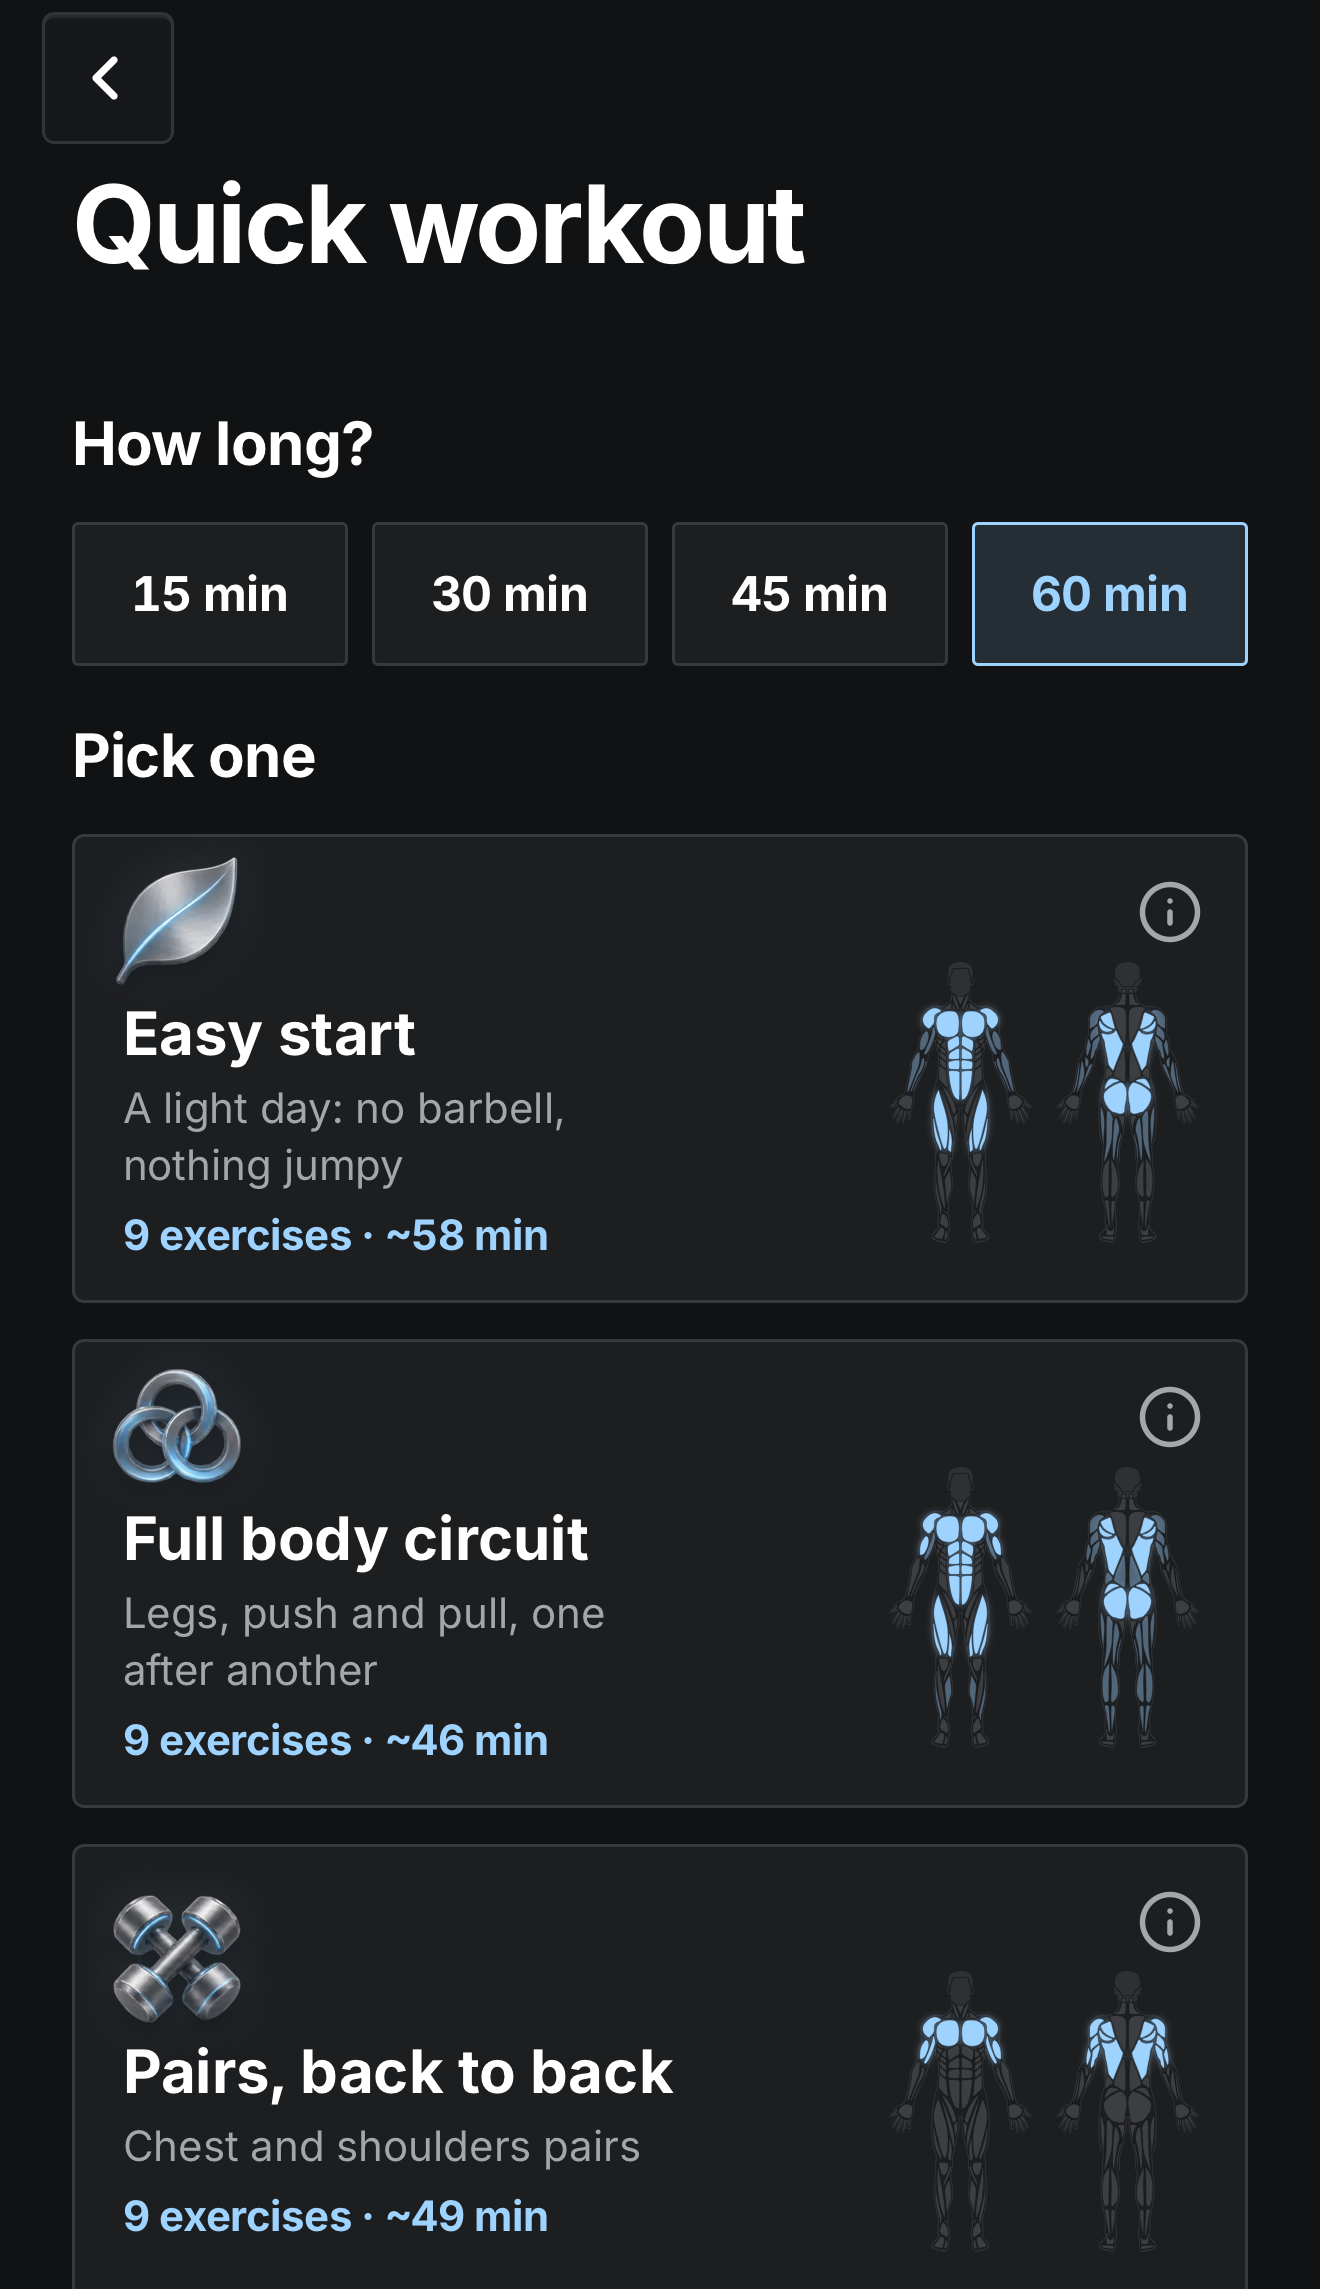 Quick workout
How long?
15 min
30 min
45 min
60 min
Pick one
Easy start
A light day: no barbell,
nothing jumpy
9 exercises · ~58 min
Full body circuit
Legs, push and pull, one
after another
9 exercises · ~46 min
Pairs, back to back
Chest and shoulders pairs
9 exercises · ~49 min